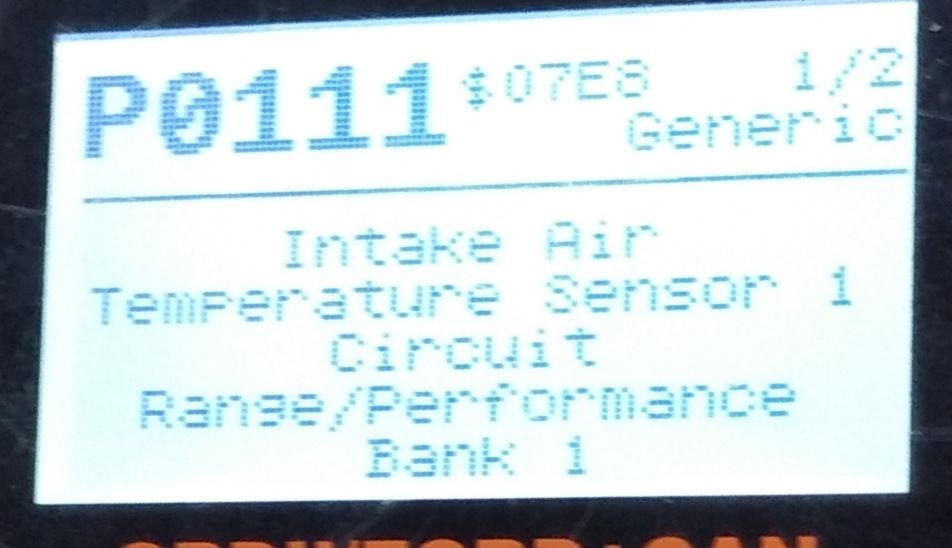 P0111 $07E8 1/2
Generic
Intake Air
Temperature Sensor 1
Circuit
Range/Performance
Bank 1